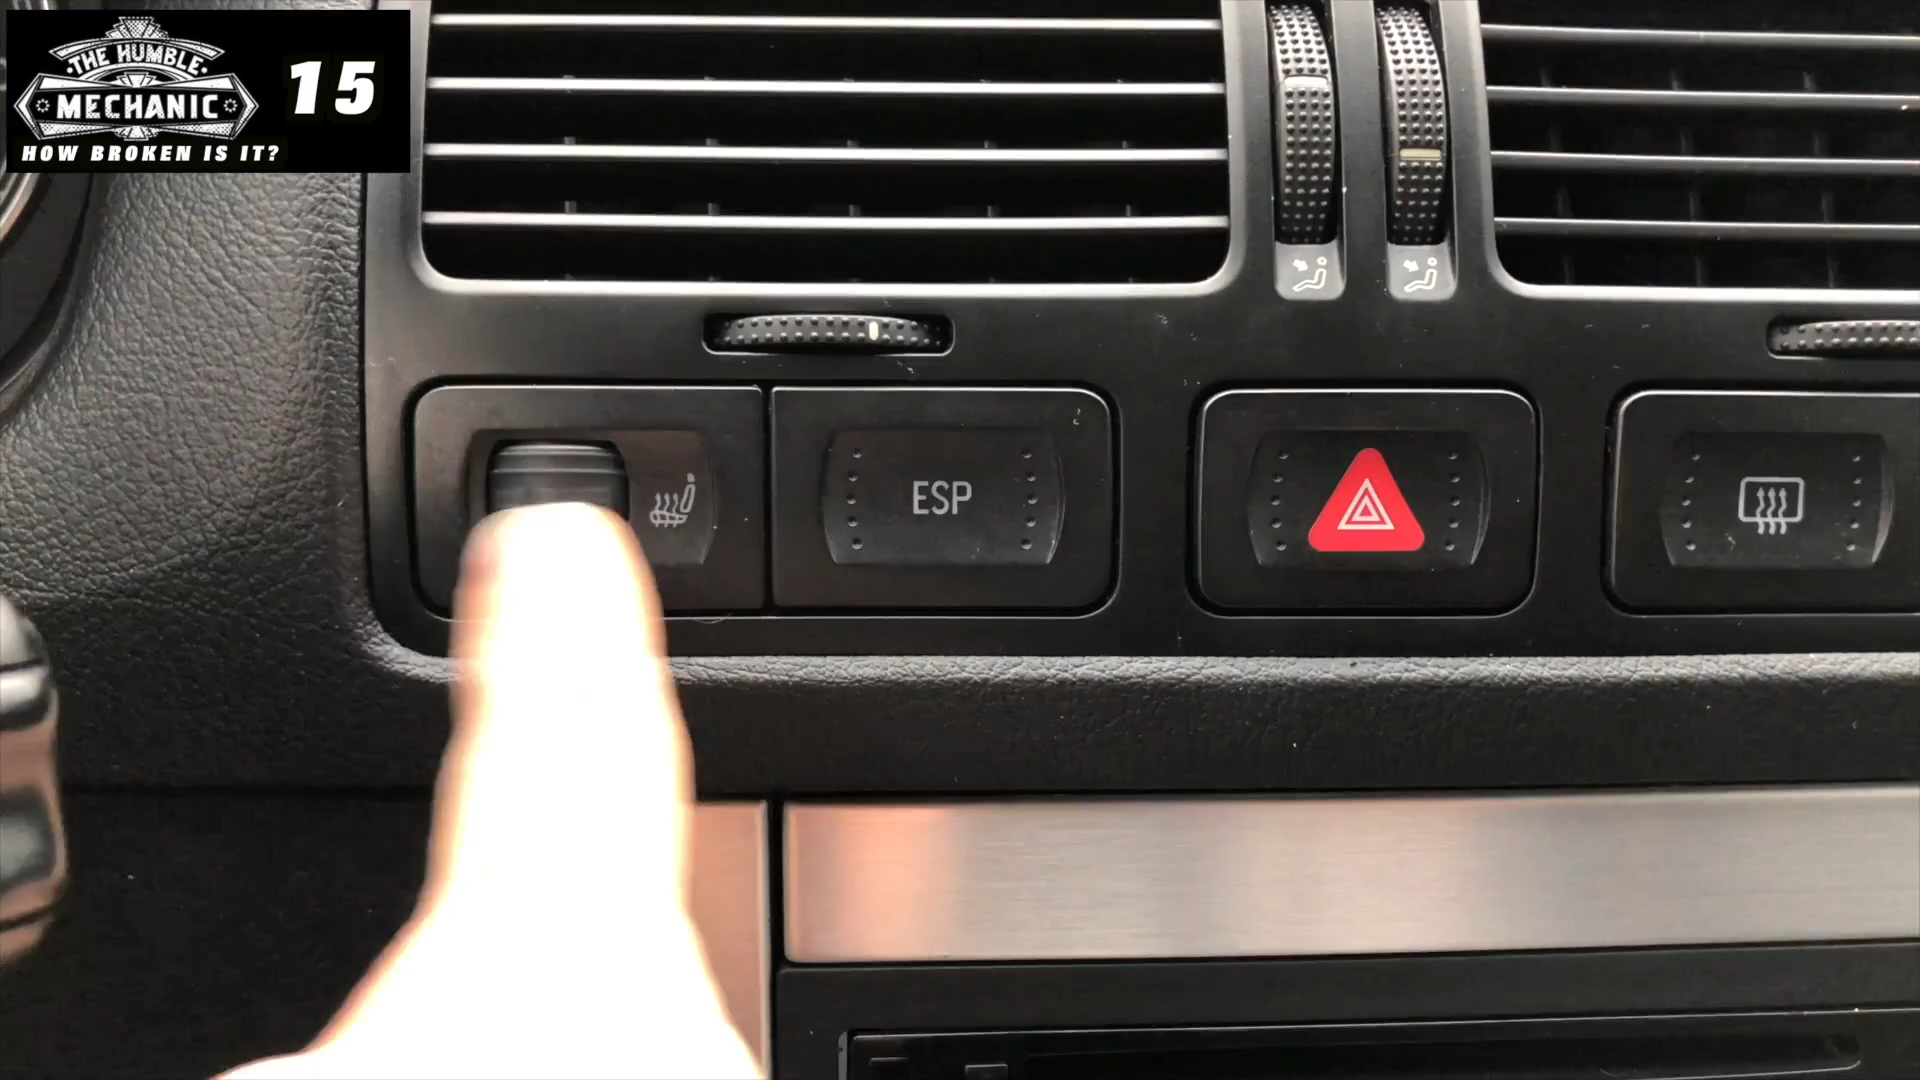 THE HUMBLE
MECHANIC
15
HOW BROKEN IS IT?
ESP